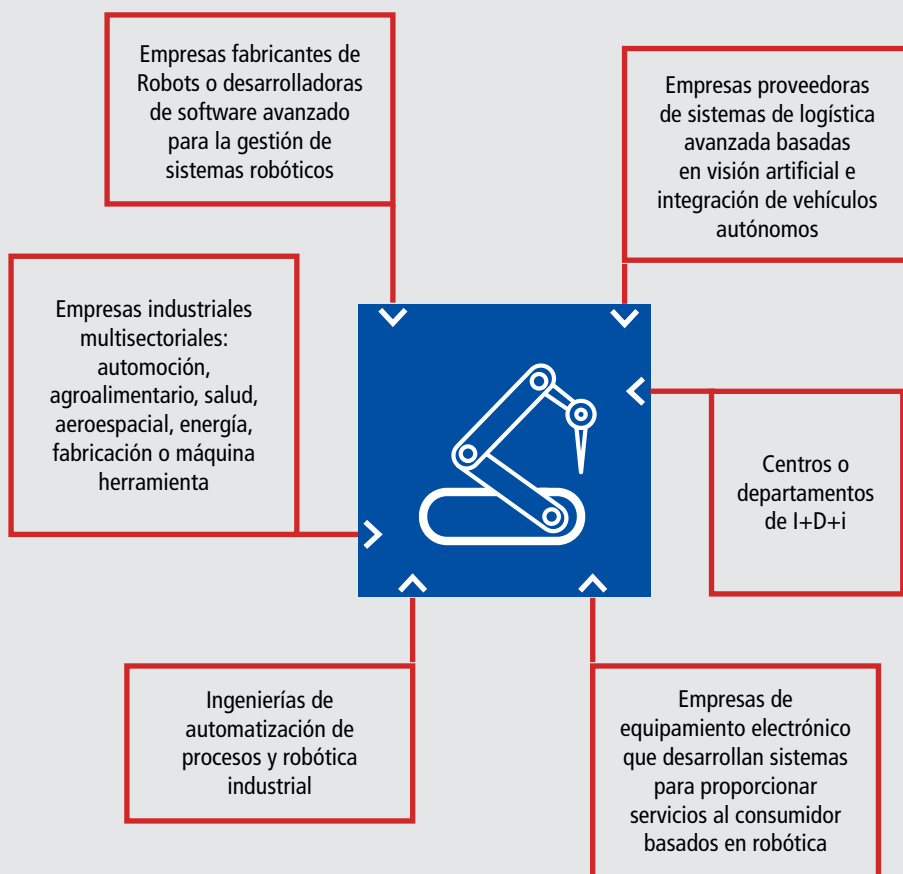 Empresas fabricantes de
Robots o desarrolladoras
de software avanzado
para la gestión de
sistemas robóticos
Empresas proveedoras
de sistemas de logística
avanzada basadas
en visión artificial e
integración de vehículos
autónomos
Empresas industriales
multisectoriales:
automoción,
agroalimentario, salud,
aeroespacial, energía,
fabricación o máquina
herramienta
Centros o
departamentos
de I+D+i
Ingenierías de
automatización de
procesos y robótica
industrial
Empresas de
equipamiento electrónico
que desarrollan sistemas
para proporcionar
servicios al consumidor
basados en robótica